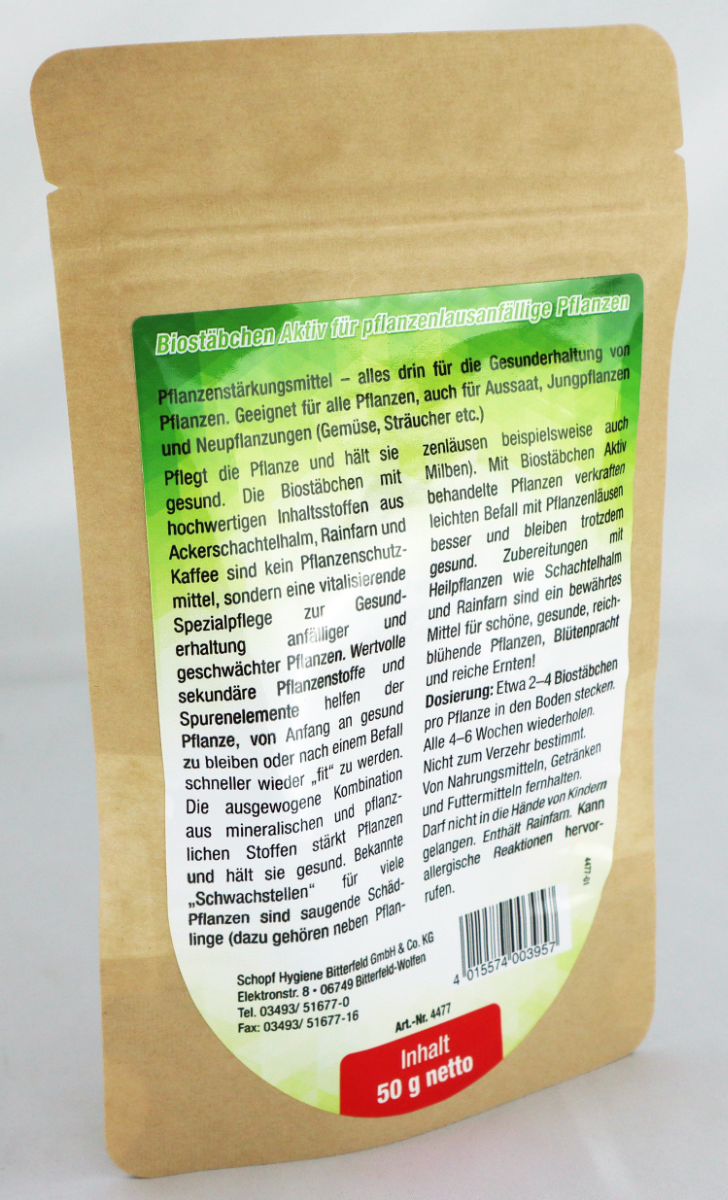 Biostäbchen Aktiv für pflanzenlausanfällige Pflanzen
Pflanzenstärkungsmittel – alles drin für die Gesunderhaltung von
Pflanzen. Geeignet für alle Pflanzen, auch für Aussaat, Jungpflanzen
und Neupflanzungen (Gemüse, Sträucher etc.)
Pflegt die Pflanze und hält sie
gesund. Die Biostäbchen mit
hochwertigen Inhaltsstoffen aus
Ackerschachtelhalm, Rainfarn und
Kaffee sind kein Pflanzenschutz-
mittel, sondern eine vitalisierende
Spezialpflege zur Gesund-
erhaltung anfälliger und
geschwächter Pflanzen. Wertvolle
sekundäre Pflanzenstoffe und
Spurenelemente helfen der
Pflanze, von Anfang an gesund
zu bleiben oder nach einem Befall
schneller wieder „fit“ zu werden.
Die ausgewogene Kombination
aus mineralischen und pflanz-
lichen Stoffen stärkt Pflanzen
und hält sie gesund. Bekannte
„Schwachstellen“ für viele
Pflanzen sind saugende Schäd-
linge (dazu gehören neben Pflan-
zenläusen beispielsweise auch
Milben). Mit Biostäbchen Aktiv
behandelte Pflanzen verkraften
leichten Befall mit Pflanzenläusen
besser und bleiben trotzdem
gesund. Zubereitungen mit
Heilpflanzen wie Schachtelhalm
und Rainfarn sind ein bewährtes
Mittel für schöne, gesunde, reich-
blühende Pflanzen, Blütenpracht
und reiche Ernten!
Dosierung: Etwa 2–4 Biostäbchen
pro Pflanze in den Boden stecken.
Alle 4–6 Wochen wiederholen.
Nicht zum Verzehr bestimmt.
Von Nahrungsmitteln, Getränken
und Futtermitteln fernhalten.
Darf nicht in die Hände von Kindern
gelangen. Enthält Rainfarn. Kann
allergische Reaktionen hervor-
rufen.
4477-01
Schopf Hygiene Bitterfeld GmbH & Co. KG
Elektronstr. 8 • 06749 Bitterfeld-Wolfen
Tel. 03493/ 51677-0
Fax: 03493/ 51677-16
4 015574 003957
Art.-Nr. 4477
Inhalt
50 g netto